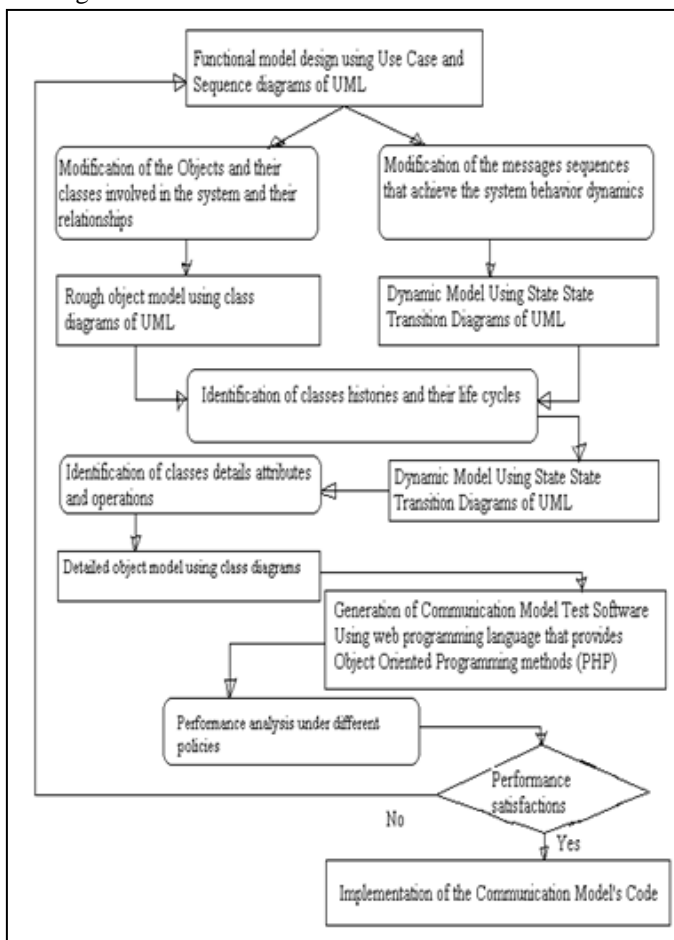 Functional model design using Use Case and
Sequence diagrams of UML
Modification of the Objects and their
classes involved in the system and their
relationships
Modification of the messages sequences
that achieve the system behavior dynamics
Rough object model using class
diagrams of UML
Dynamic Model Using State State
Transition Diagrams of UML
Identification of classes histories and their life cycles
Identification of classes details attributes
and operations
Dynamic Model Using State State
Transition Diagrams of UML
Detailed object model using class diagrams
Generation of Communication Model Test Software
Using web programming language that provides
Object Oriented Programming methods (PHP)
Performance analysis under different
policies
Performance
satisfactions
No
Yes
Implementation of the Communication Model's Code